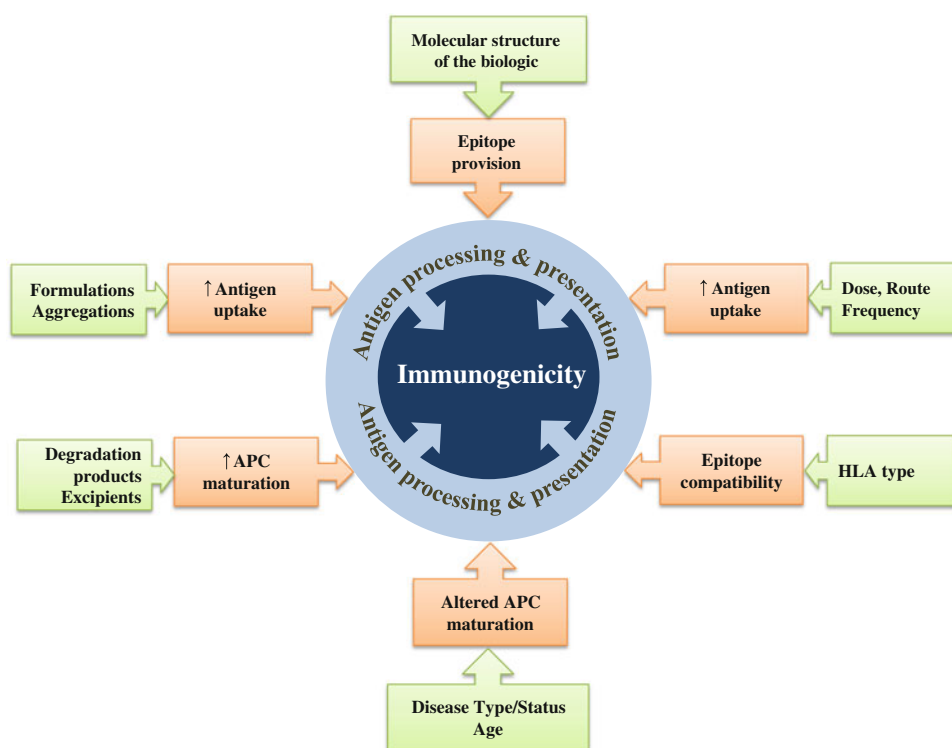 Molecular structure
of the biologic
Epitope
provision
Antigen processing & presentation
Formulations
Aggregations
↑Antigen
uptake
↑Antigen
uptake
Dose, Route
Frequency
Immunogenicity
Degradation
products
Excipients
↑APC
maturation
Antigen processing & presentation
Epitope
compatibility
HLA type
Altered APC
maturation
Disease Type/Status
Age